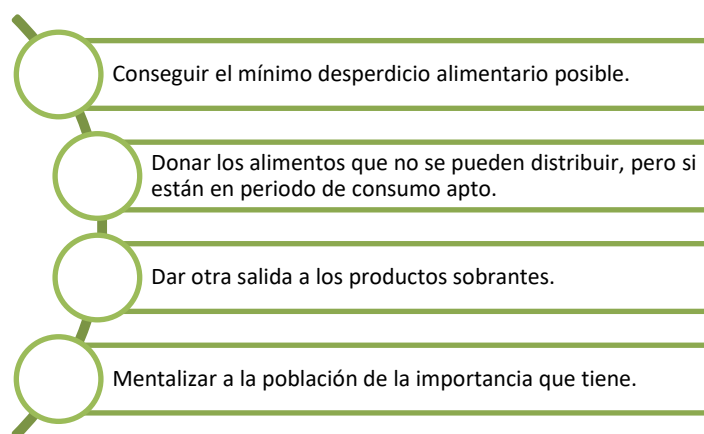 Conseguir el mínimo desperdicio alimentario posible.
Donar los alimentos que no se pueden distribuir, pero si
están en periodo de consumo apto.
Dar otra salida a los productos sobrantes.
Mentalizar a la población de la importancia que tiene.